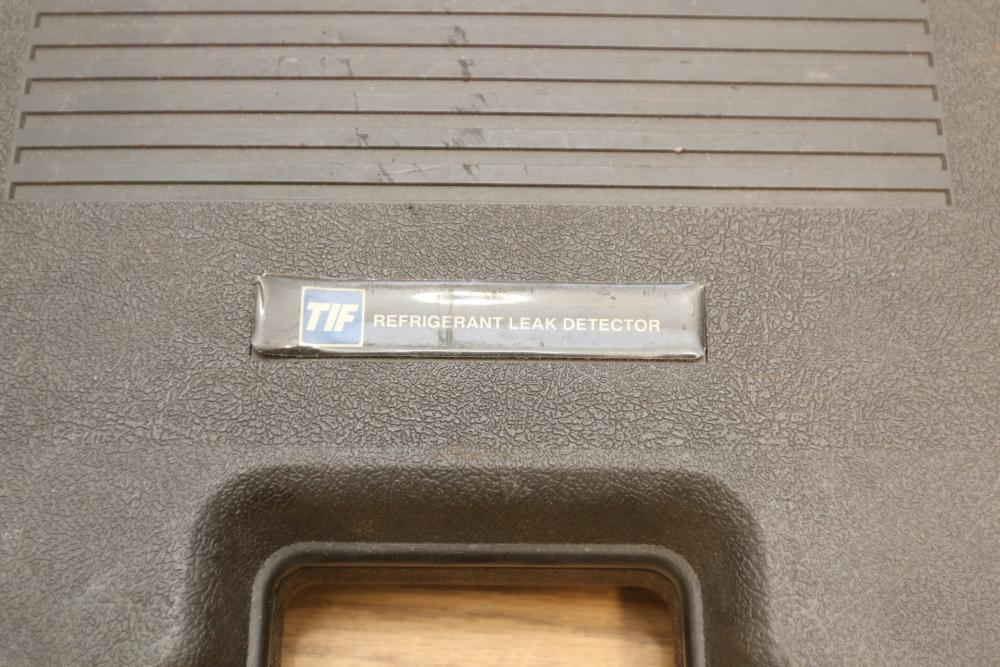 TIF REFRIGERANT LEAK DETECTOR